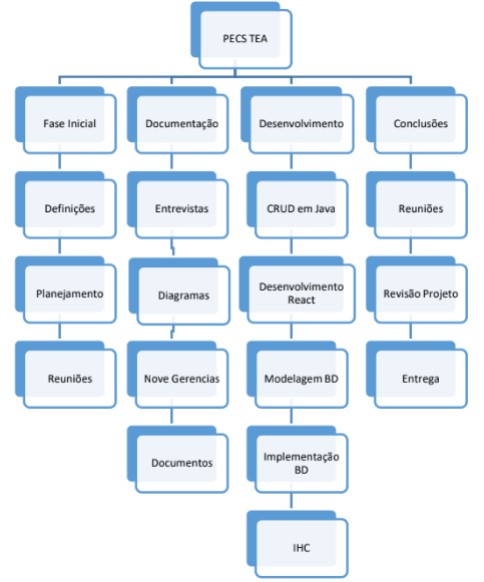 PECS TEA
Fase Inicial
Definições
Planejamento
Reuniões
Documentação
Entrevistas
Diagramas
Nove Gerencias
Documentos
Desenvolvimento
CRUD em Java
Desenvolvimento
React
Modelagem BD
Implementação
BD
IHC
Conclusões
Reuniões
Revisão Projeto
Entrega